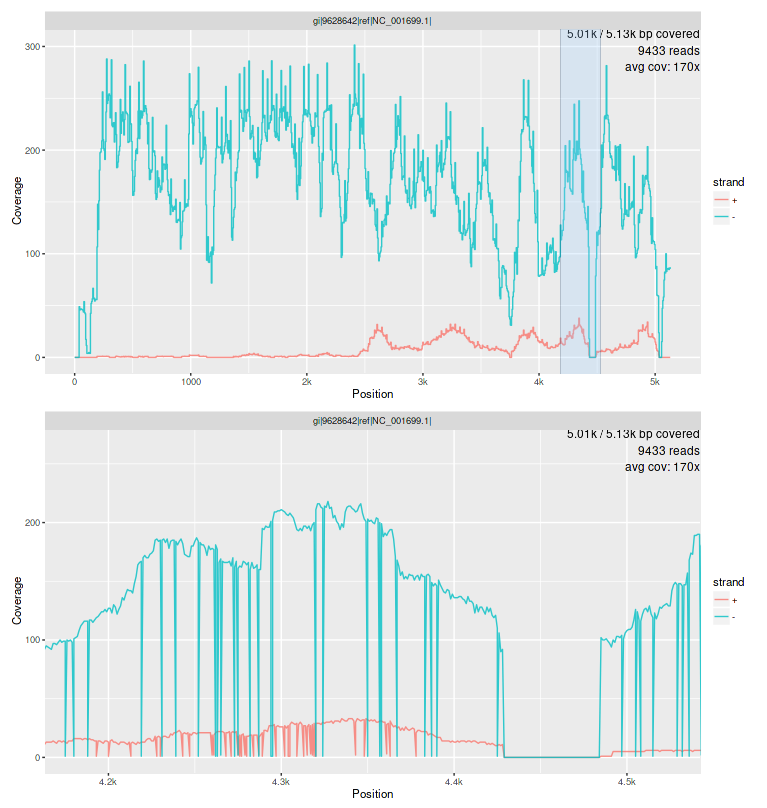 gi|9628642|ref|NC_001699.1|
5.01k / 5.13k bp covered
9433 reads
avg cov: 170x
300
200
100
0
Coverage
0
1000
2k
3k
4k
5k
Position
strand
+
-
gi|9628642|ref|NC_001699.1|
5.01k / 5.13k bp covered
9433 reads
avg cov: 170x
200
100
0
Coverage
4.2k
4.3k
4.4k
4.5k
Position
strand
+
-